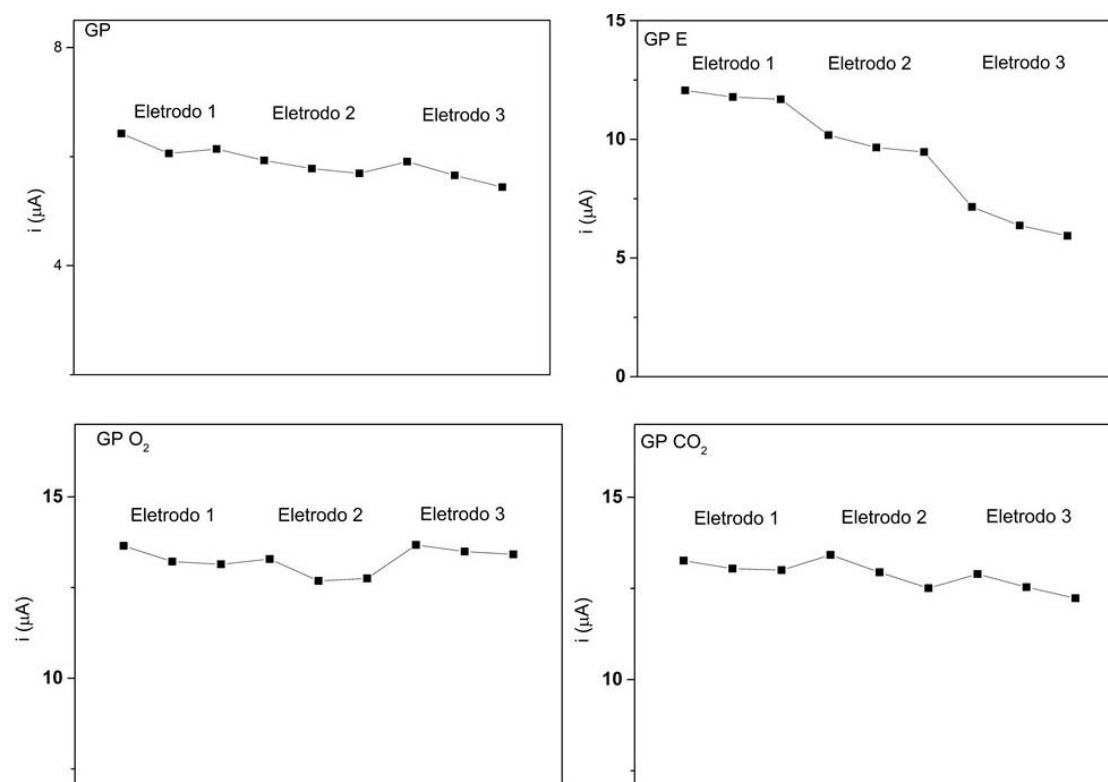 GP
8
Eletrodo 1
Eletrodo 2
Eletrodo 3
4
i (μA)
15
GP E
Eletrodo 1
Eletrodo 2
Eletrodo 3
10
5
0
i (μA)
GP O₂
15
Eletrodo 1
Eletrodo 2
Eletrodo 3
10
i (μA)
GP CO₂
15
Eletrodo 1
Eletrodo 2
Eletrodo 3
10
i (μA)